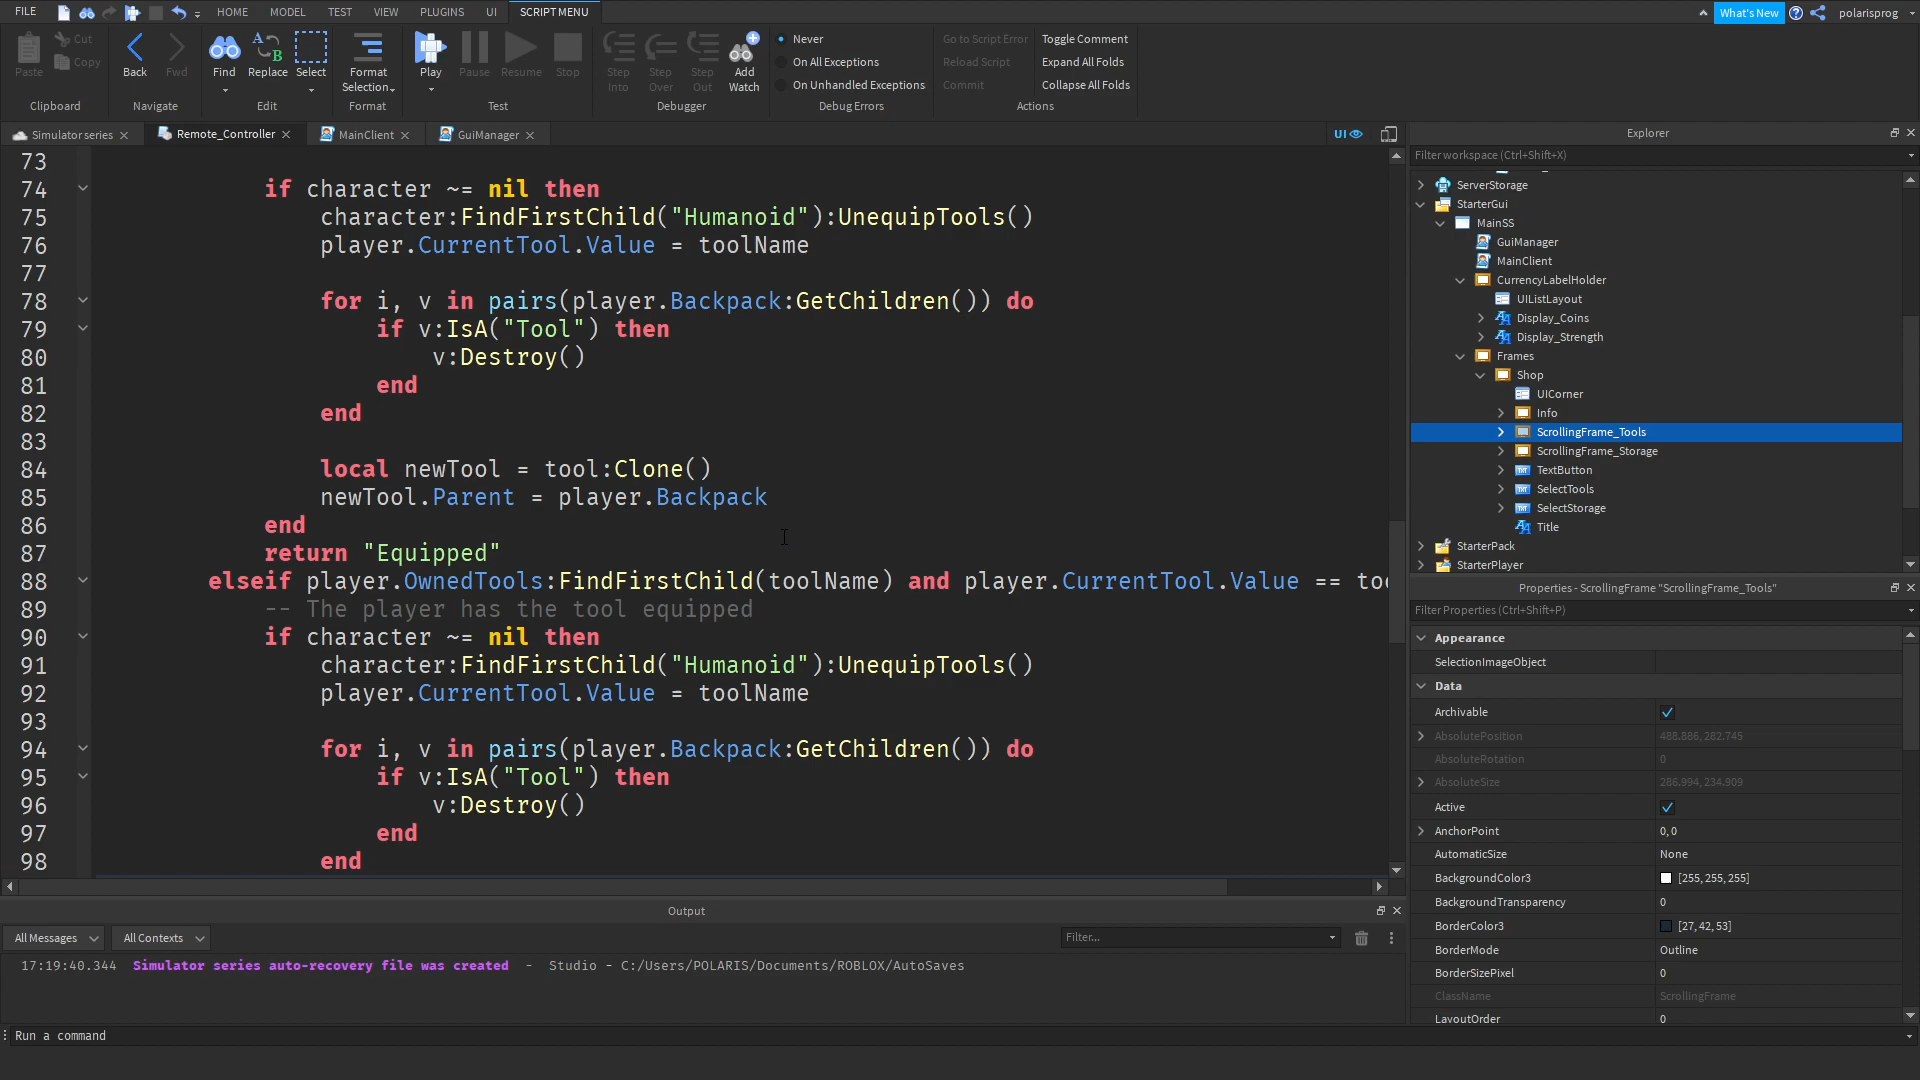 FILE HOME MODEL TEST VIEW PLUGINS UI SCRIPT MENU What's New polarisprog
Paste Cut Copy Clipboard
Back Fwd Navigate
Find Replace Select Edit
Format Selection Format
Play Pause Resume Stop Test
Step Into Step Over Step Out Add Watch Debugger
Never
On All Exceptions
On Unhandled Exceptions
Debug Errors
Go to Script Error Toggle Comment
Reload Script Expand All Folds
Commit Collapse All Folds
Actions
Simulator series Remote_Controller MainClient GuiManager UI
73
74 if character ~= nil then
75 character:FindFirstChild("Humanoid"):UnequipTools()
76 player.CurrentTool.Value = toolName
77
78 for i, v in pairs(player.Backpack:GetChildren()) do
79 if v:IsA("Tool") then
80 v:Destroy()
81 end
82 end
83
84 local newTool = tool:Clone()
85 newTool.Parent = player.Backpack
86 end
87 return "Equipped"
88 elseif player.OwnedTools:FindFirstChild(toolName) and player.CurrentTool.Value == too
89 -- The player has the tool equipped
90 if character ~= nil then
91 character:FindFirstChild("Humanoid"):UnequipTools()
92 player.CurrentTool.Value = toolName
93
94 for i, v in pairs(player.Backpack:GetChildren()) do
95 if v:IsA("Tool") then
96 v:Destroy()
97 end
98 end
Output
All Messages All Contexts Filter...
17:19:40.344 Simulator series auto-recovery file was created - Studio - C:/Users/POLARIS/Documents/ROBLOX/AutoSaves
Run a command
Explorer
Filter workspace (Ctrl+Shift+X)
ServerStorage
StarterGui
MainSS
GuiManager
MainClient
CurrencyLabelHolder
UIListLayout
Display_Coins
Display_Strength
Frames
Shop
UICorner
Info
ScrollingFrame_Tools
ScrollingFrame_Storage
TextButton
SelectTools
SelectStorage
Title
StarterPack
StarterPlayer
Properties - ScrollingFrame "ScrollingFrame_Tools"
Filter Properties (Ctrl+Shift+P)
Appearance
SelectionImageObject
Data
Archivable
AbsolutePosition 488.886, 282.745
AbsoluteRotation 0
AbsoluteSize 286.994, 234.909
Active
AnchorPoint 0, 0
AutomaticSize None
BackgroundColor3 [255, 255, 255]
BackgroundTransparency 0
BorderColor3 [27, 42, 53]
BorderMode Outline
BorderSizePixel 0
ClassName ScrollingFrame
LayoutOrder 0